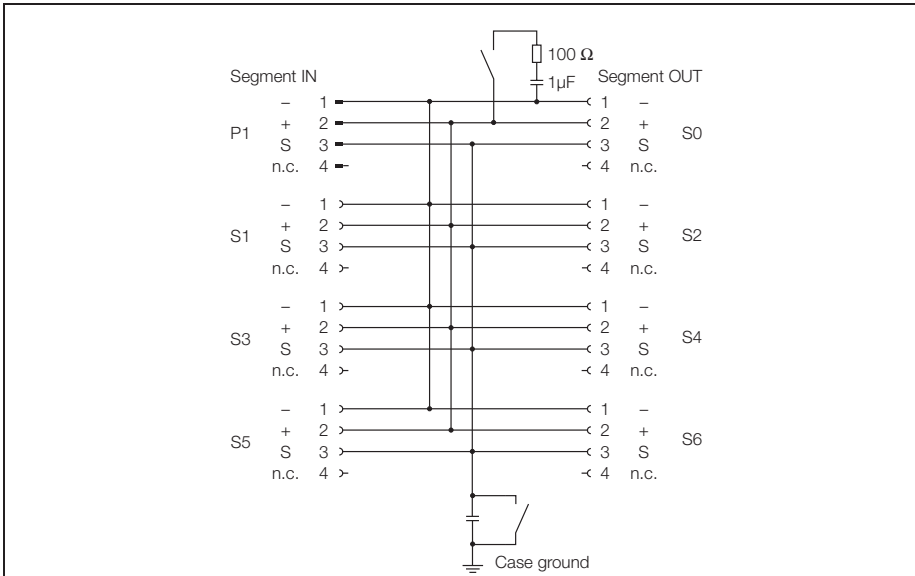 100 Ω
Segment IN 1µF Segment OUT
– 1 1 –
+ 2 2 +
P1 S0
S 3 3 S
n.c. 4 4 n.c.
– 1 1 –
+ 2 2 +
S1 S2
S 3 3 S
n.c. 4 4 n.c.
– 1 1 –
+ 2 2 +
S3 S4
S 3 3 S
n.c. 4 4 n.c.
– 1 1 –
+ 2 2 +
S5 S6
S 3 3 S
n.c. 4 4 n.c.
Case ground